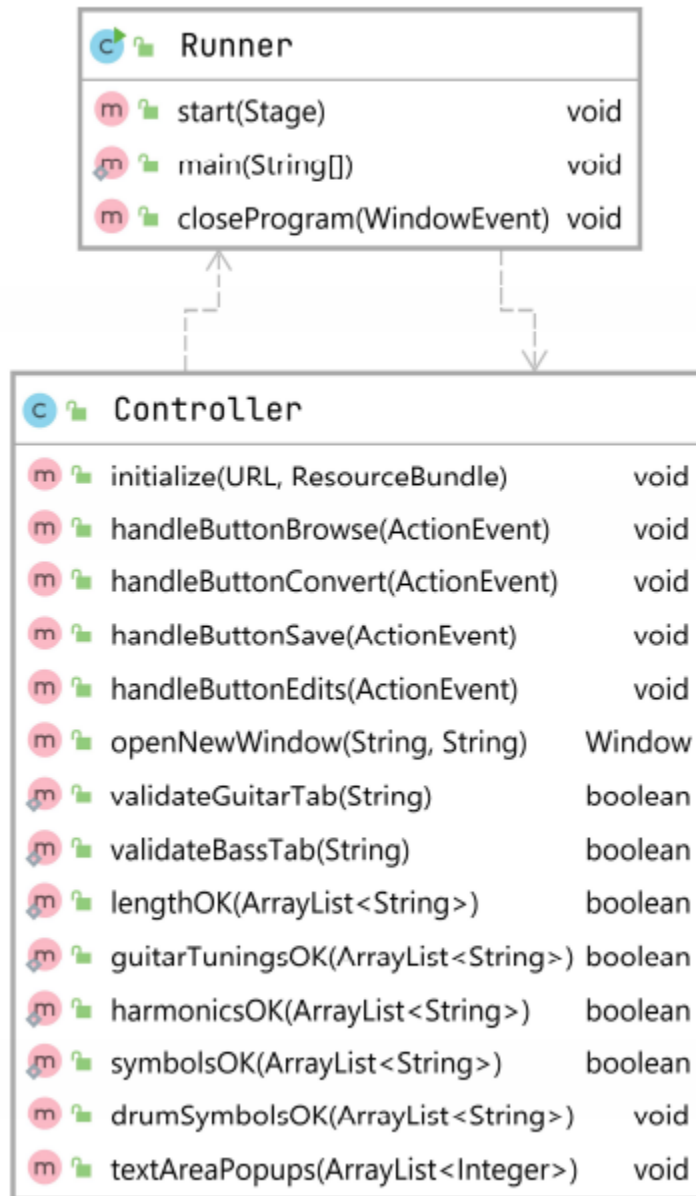 C Runner
m start(Stage) void
m main(String[]) void
m closeProgram(WindowEvent) void
C Controller
m initialize(URL, ResourceBundle) void
m handleButtonBrowse(ActionEvent) void
m handleButtonConvert(ActionEvent) void
m handleButtonSave(ActionEvent) void
m handleButtonEdits(ActionEvent) void
m openNewWindow(String, String) Window
m validateGuitarTab(String) boolean
m validateBassTab(String) boolean
m lengthOK(ArrayList<String>) boolean
m guitarTuningsOK(ArrayList<String>) boolean
m harmonicsOK(ArrayList<String>) boolean
m symbolsOK(ArrayList<String>) boolean
m drumSymbolsOK(ArrayList<String>) void
m textAreaPopups(ArrayList<Integer>) void